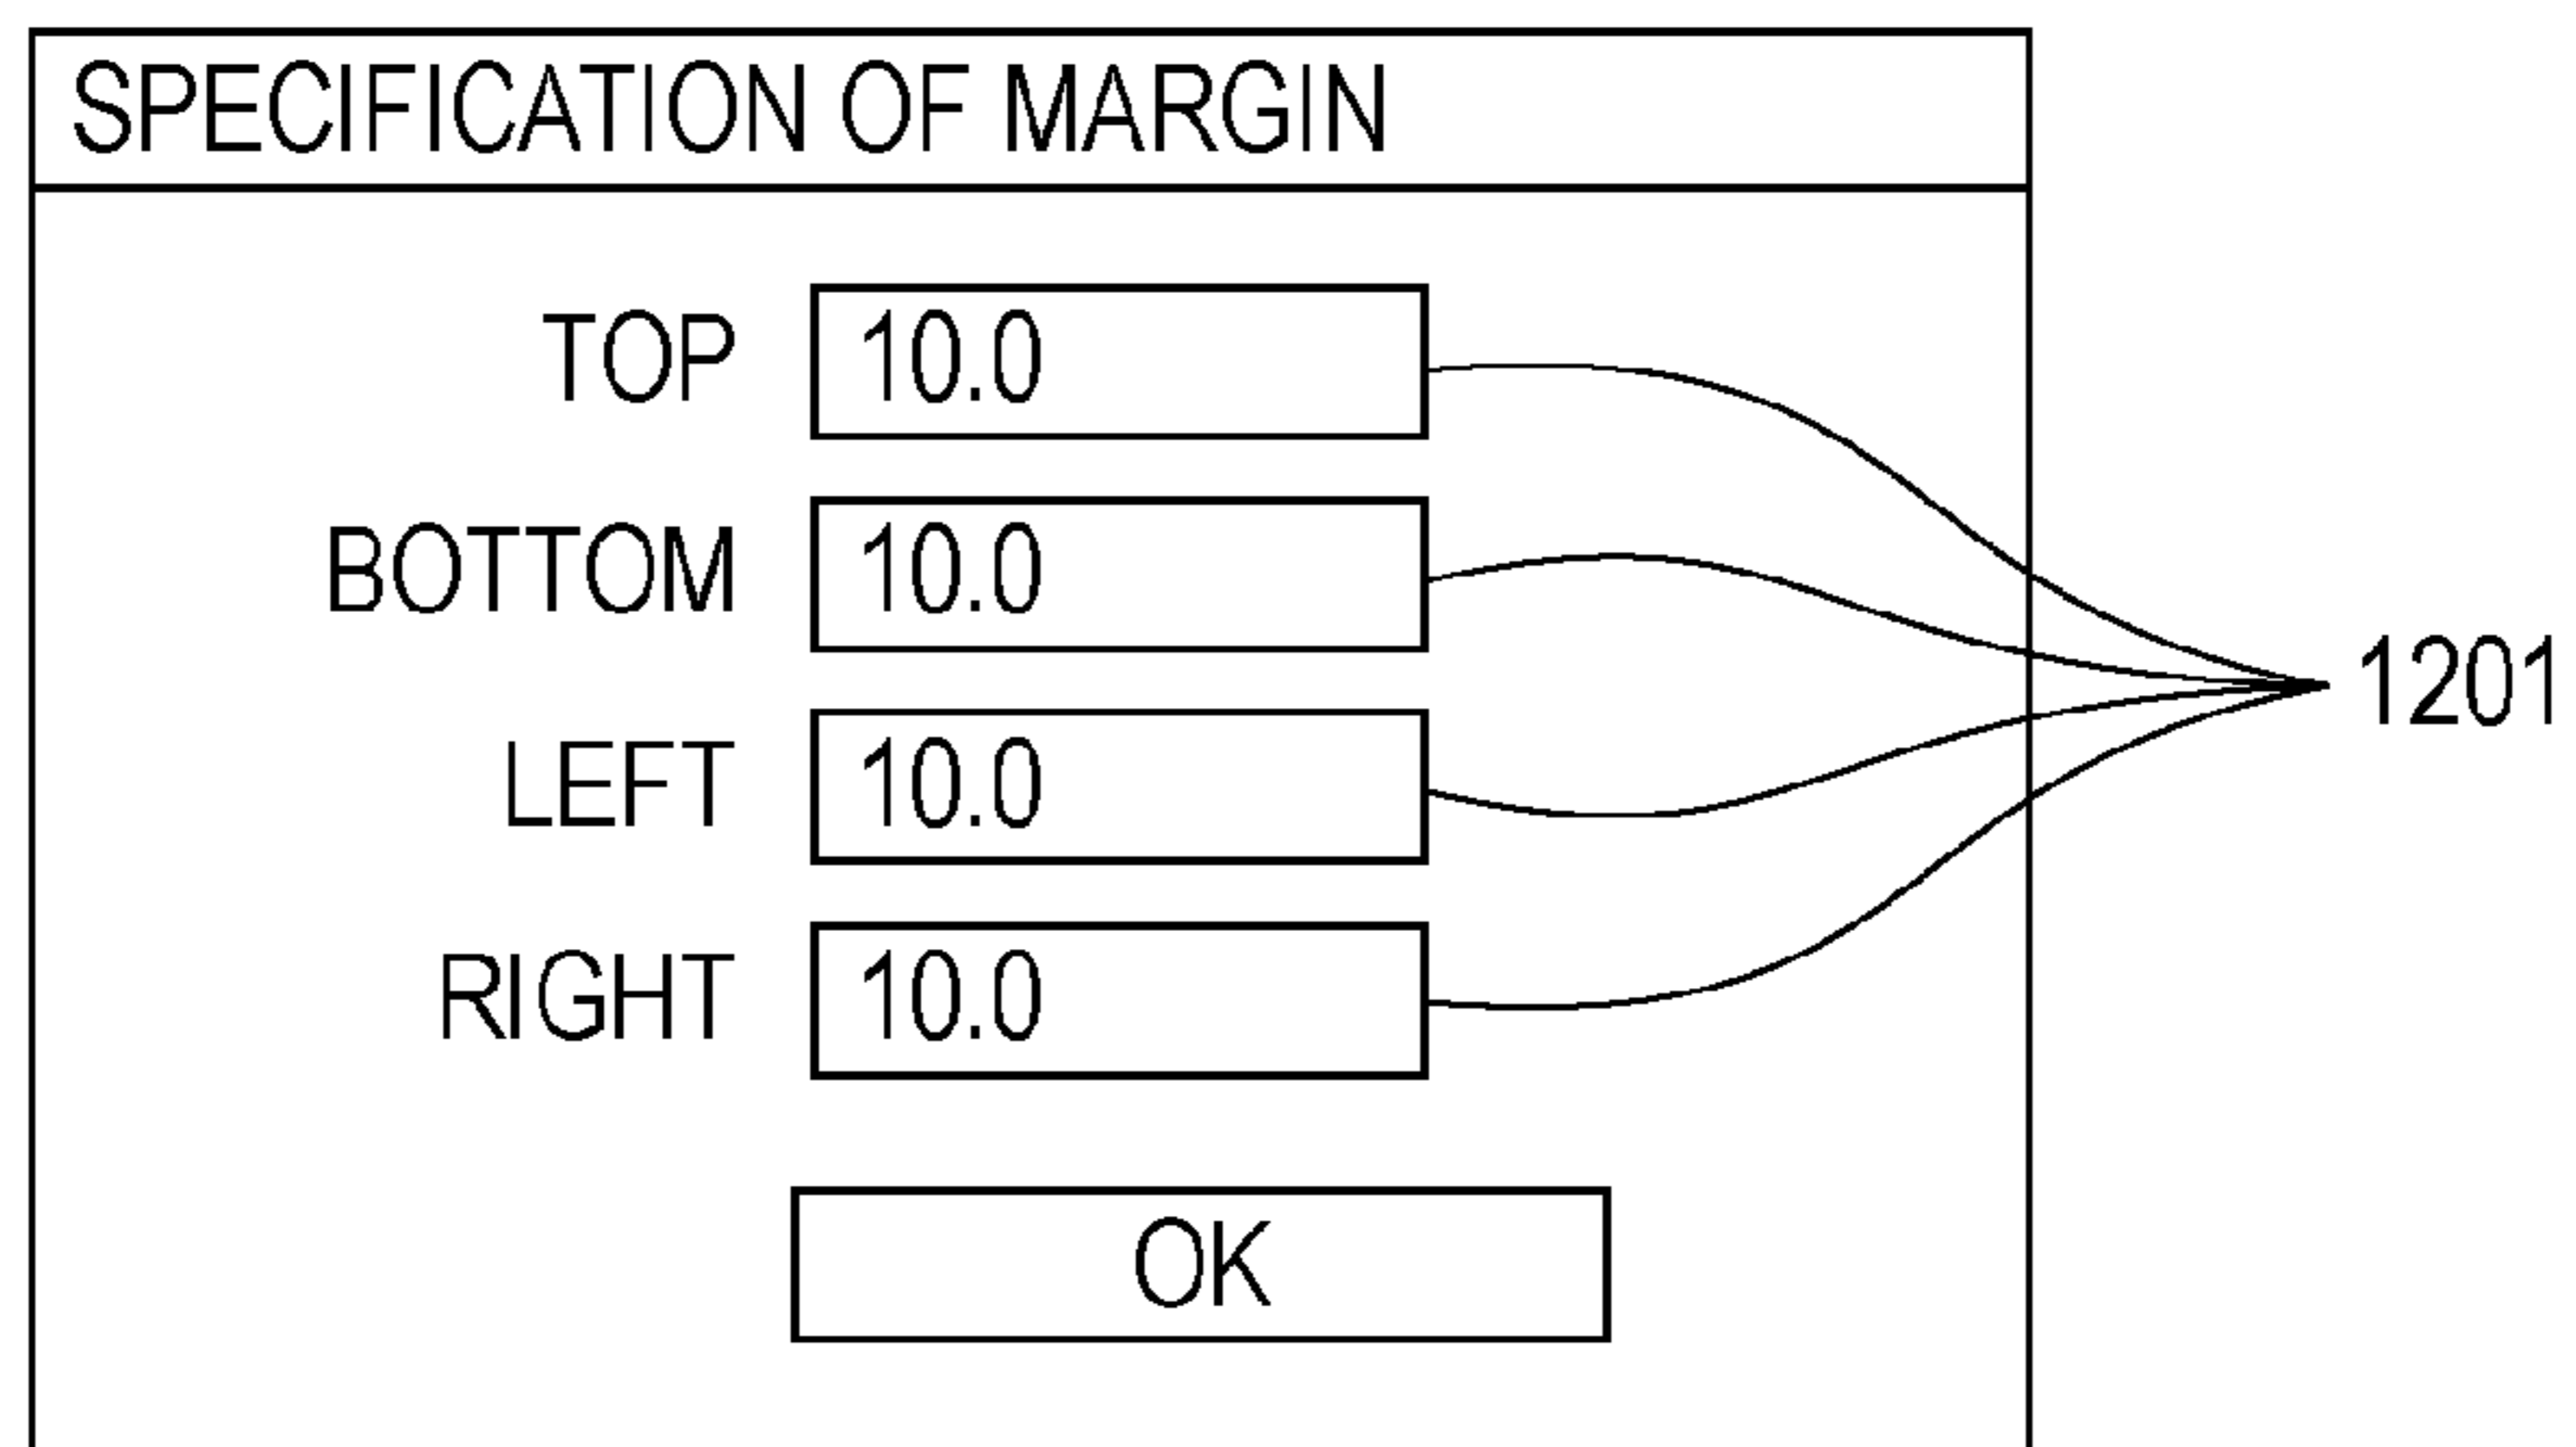 SPECIFICATION OF MARGIN
TOP 10.0
BOTTOM 10.0
1201
LEFT 10.0
RIGHT 10.0
OK